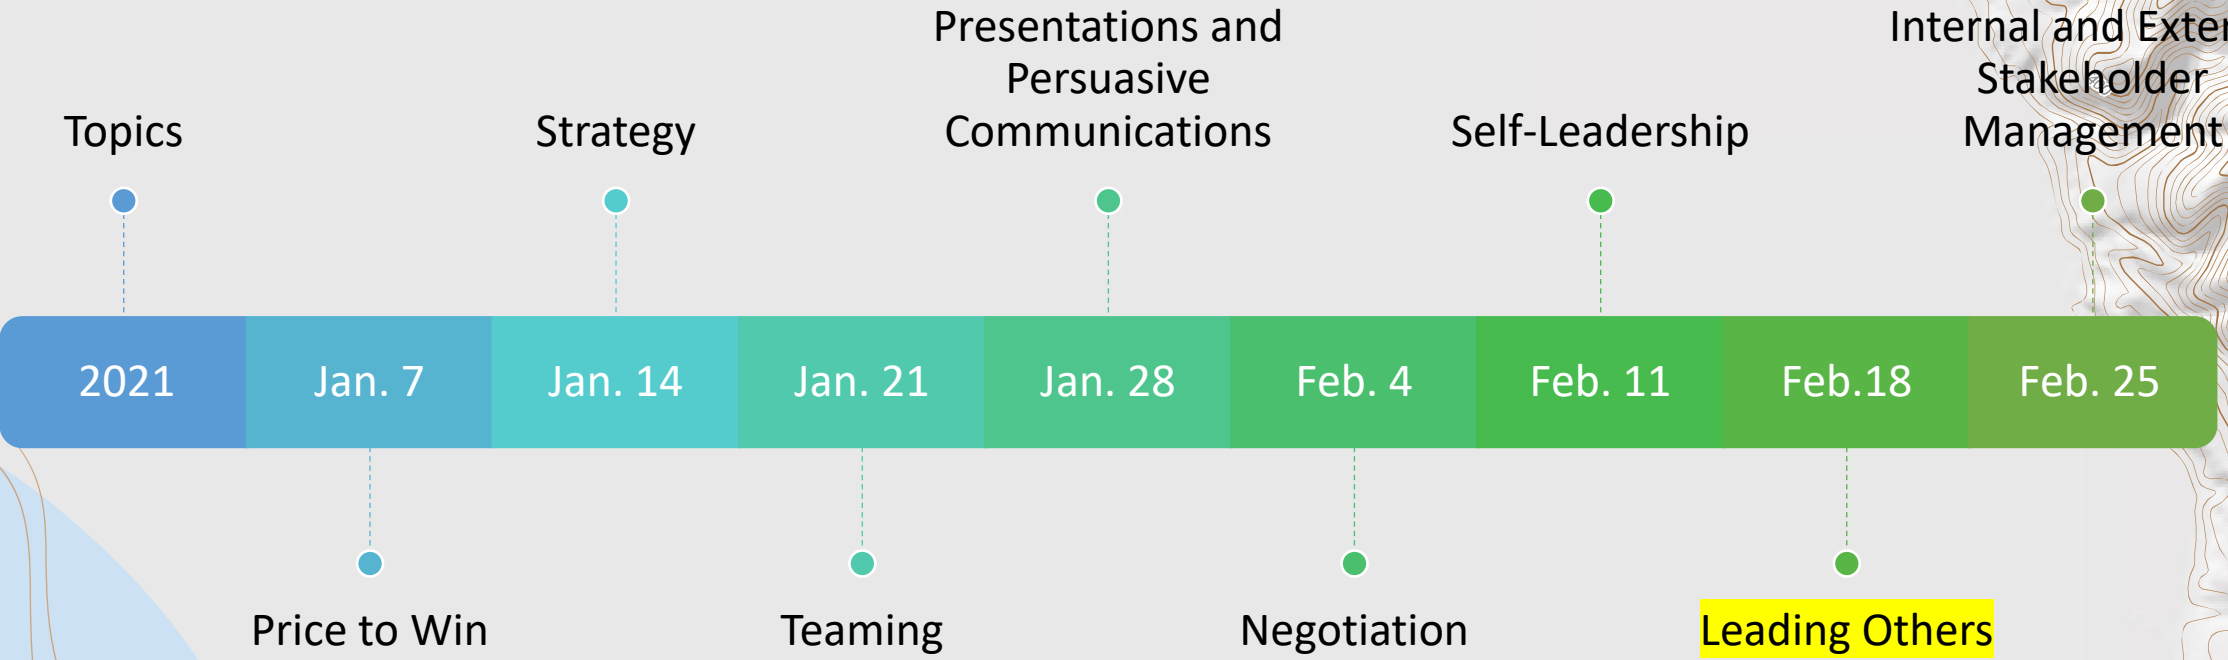 Presentations and
Persuasive
Communications
Internal and Exter
Stakeholder
Management
Topics
Strategy
Self-Leadership
2021
Jan. 7
Jan. 14
Jan. 21
Jan. 28
Feb. 4
Feb. 11
Feb.18
Feb. 25
Price to Win
Teaming
Negotiation
Leading Others